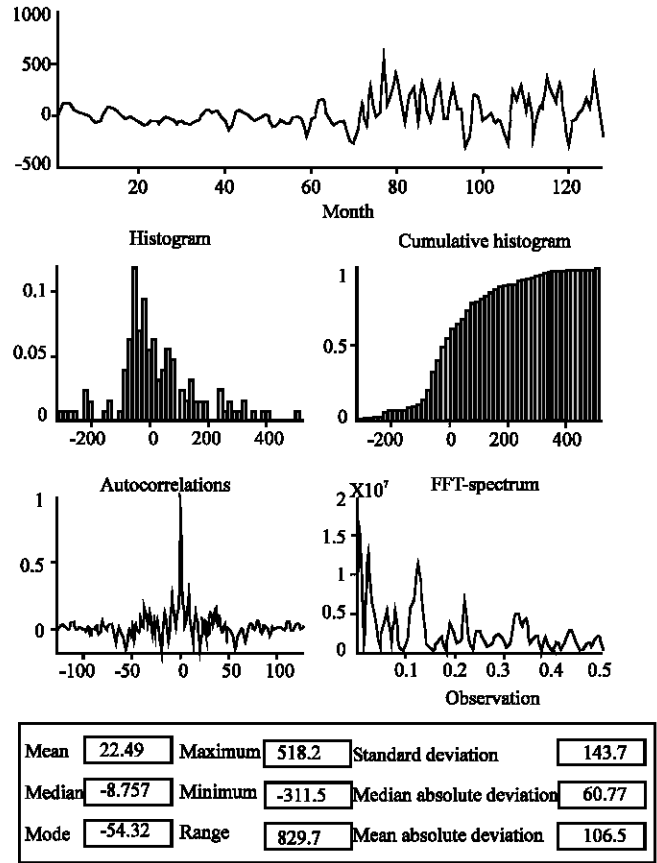 1000
500
0
-500
20 40 60 80 100 120
Month
Histogram
0.1
0.05
0
-200 0 200 400
Cumulative histogram
1
0.5
0
-200 0 200 400
Autocorrelations
1
0.5
0
-100 -50 0 50 100
FFT-spectrum
X10⁷
2
1.5
1
0.5
0
0.1 0.2 0.3 0.4 0.5
Observation
Mean 22.49 Maximum 518.2 Standard deviation 143.7
Median -8.757 Minimum -311.5 Median absolute deviation 60.77
Mode -54.32 Range 829.7 Mean absolute deviation 106.5